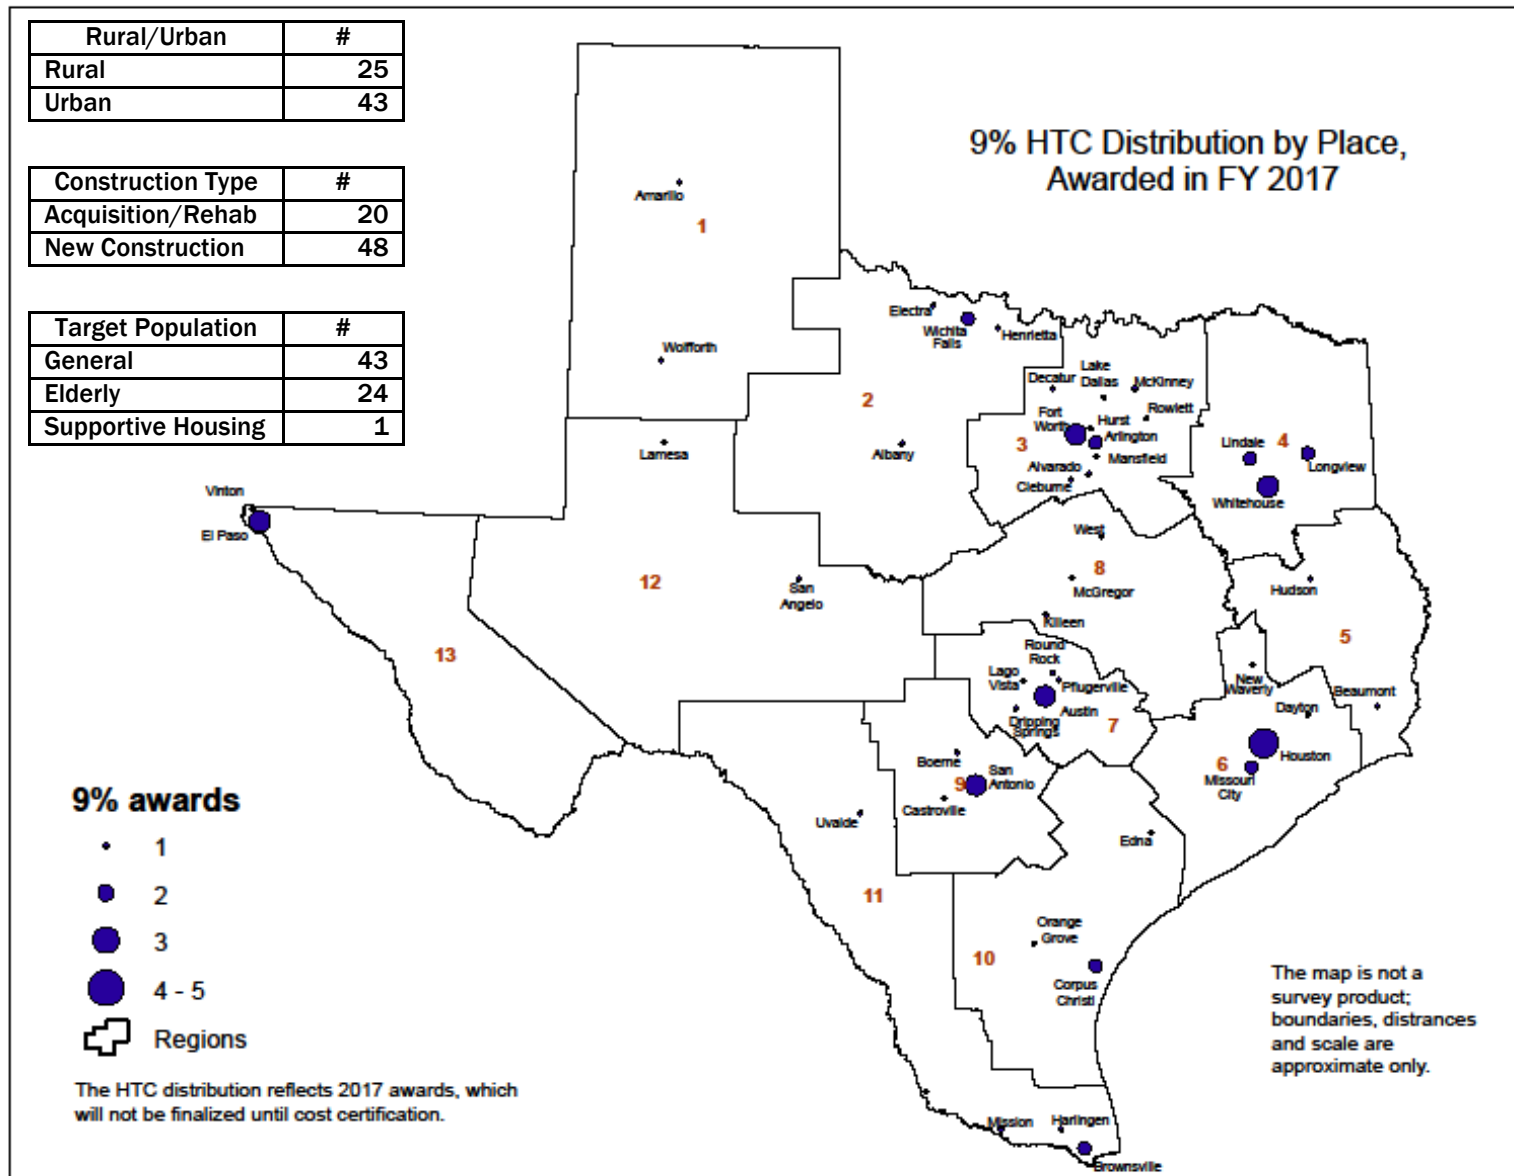 Rural/Urban #
Rural 25
Urban 43
Construction Type #
Acquisition/Rehab 20
New Construction 48
Target Population #
General 43
Elderly 24
Supportive Housing 1
9% HTC Distribution by Place,
Awarded in FY 2017
Amarillo
1
Wolfforth
Electra
Wichita
Falls
Henrietta
2
Albany
Decatur
Lake
Dallas
McKinney
Rowlett
Fort
Worth
Hurst
Arlington
3
Mansfield
Alvarado
Cleburne
Lindale
4
Longview
Whitehouse
Lamesa
Vinton
El Paso
12
San
Angelo
13
West
8
McGregor
Killeen
Hudson
5
Round
Rock
Lago
Vista
Pflugerville
Austin
Dripping
Springs
7
New
Waverly
Beaumont
Dayton
Houston
6
Missouri
City
Boerne
9
San
Antonio
Castroville
Uvalde
Edna
11
Orange
Grove
10
Corpus
Christi
Mission
Harlingen
Brownsville
9% awards
1
2
3
4 - 5
Regions
The HTC distribution reflects 2017 awards, which
will not be finalized until cost certification.
The map is not a
survey product;
boundaries, distrances
and scale are
approximate only.